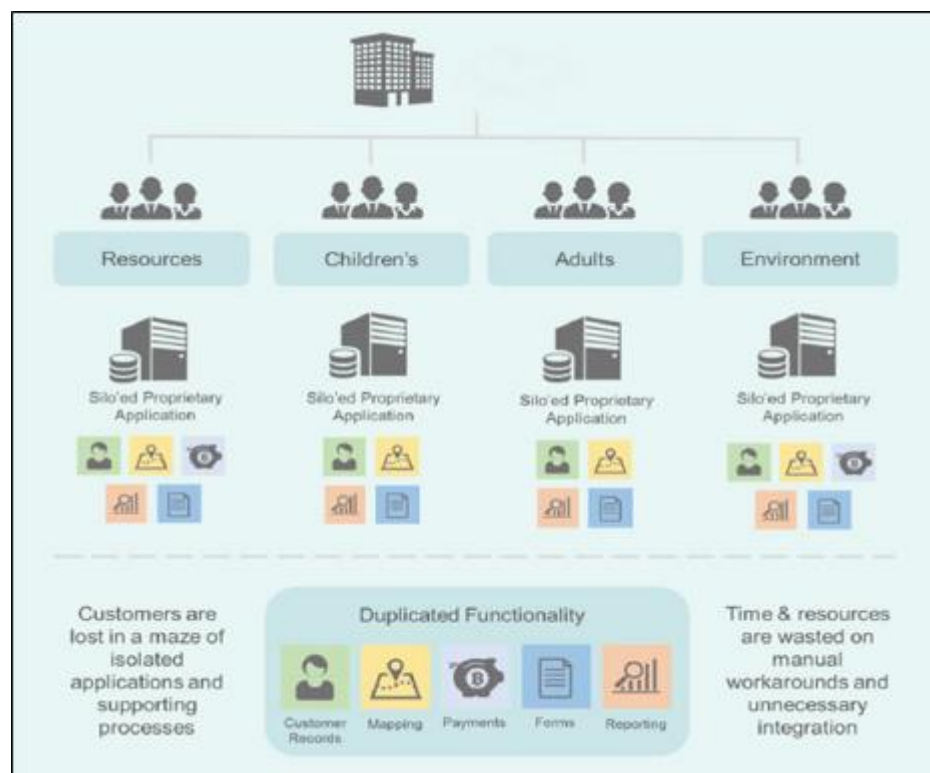 Resources
Children's
Adults
Environment
Silo'ed Proprietary
Application
Silo'ed Proprietary
Application
Silo'ed Proprietary
Application
Silo'ed Proprietary
Application
Customers are
lost in a maze of
isolated
applications and
supporting
processes
Duplicated Functionality
Customer
Records
Mapping
Payments
Forms
Reporting
Time & resources
are wasted on
manual
workarounds and
unnecessary
integration